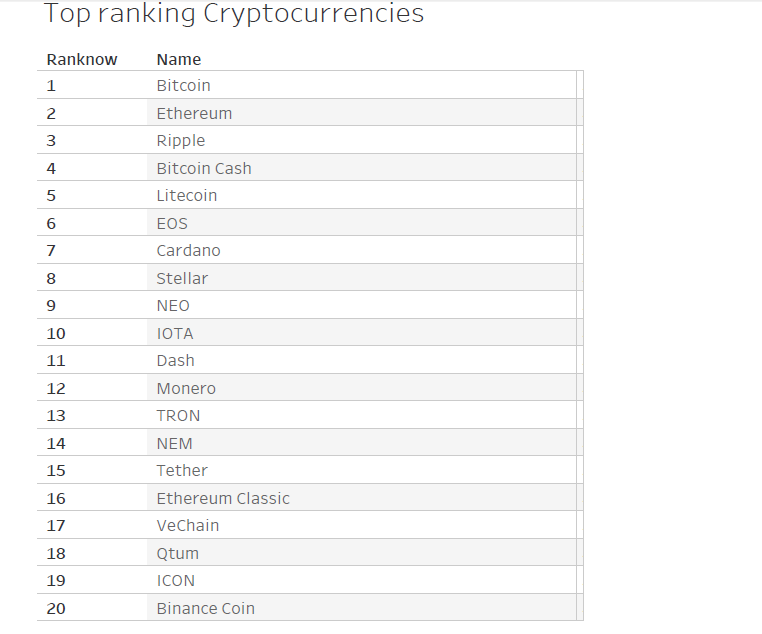 Top ranking Cryptocurrencies
Ranknow Name
1 Bitcoin
2 Ethereum
3 Ripple
4 Bitcoin Cash
5 Litecoin
6 EOS
7 Cardano
8 Stellar
9 NEO
10 IOTA
11 Dash
12 Monero
13 TRON
14 NEM
15 Tether
16 Ethereum Classic
17 VeChain
18 Qtum
19 ICON
20 Binance Coin